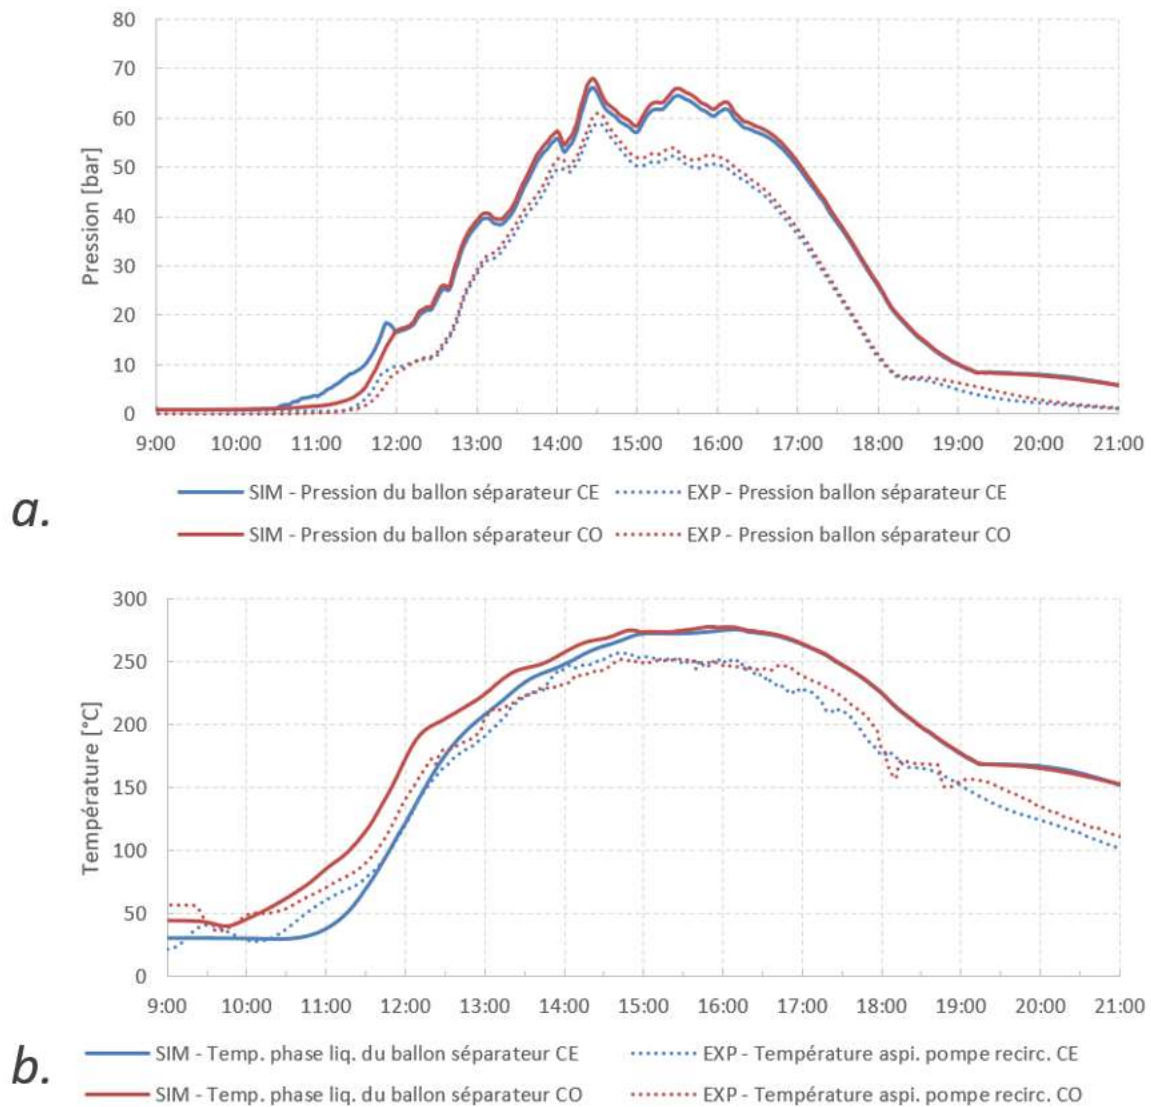 80
70
60
50
40
30
20
10
0
Pression [bar]
9:00 10:00 11:00 12:00 13:00 14:00 15:00 16:00 17:00 18:00 19:00 20:00 21:00
SIM - Pression du ballon séparateur CE EXP - Pression ballon séparateur CE
a.
SIM - Pression du ballon séparateur CO EXP - Pression ballon séparateur CO
300
250
200
150
100
50
0
Température [°C]
9:00 10:00 11:00 12:00 13:00 14:00 15:00 16:00 17:00 18:00 19:00 20:00 21:00
SIM - Temp. phase liq. du ballon séparateur CE EXP - Température aspi. pompe recirc. CE
b.
SIM - Temp. phase liq. du ballon séparateur CO EXP - Température aspi. pompe recirc. CO